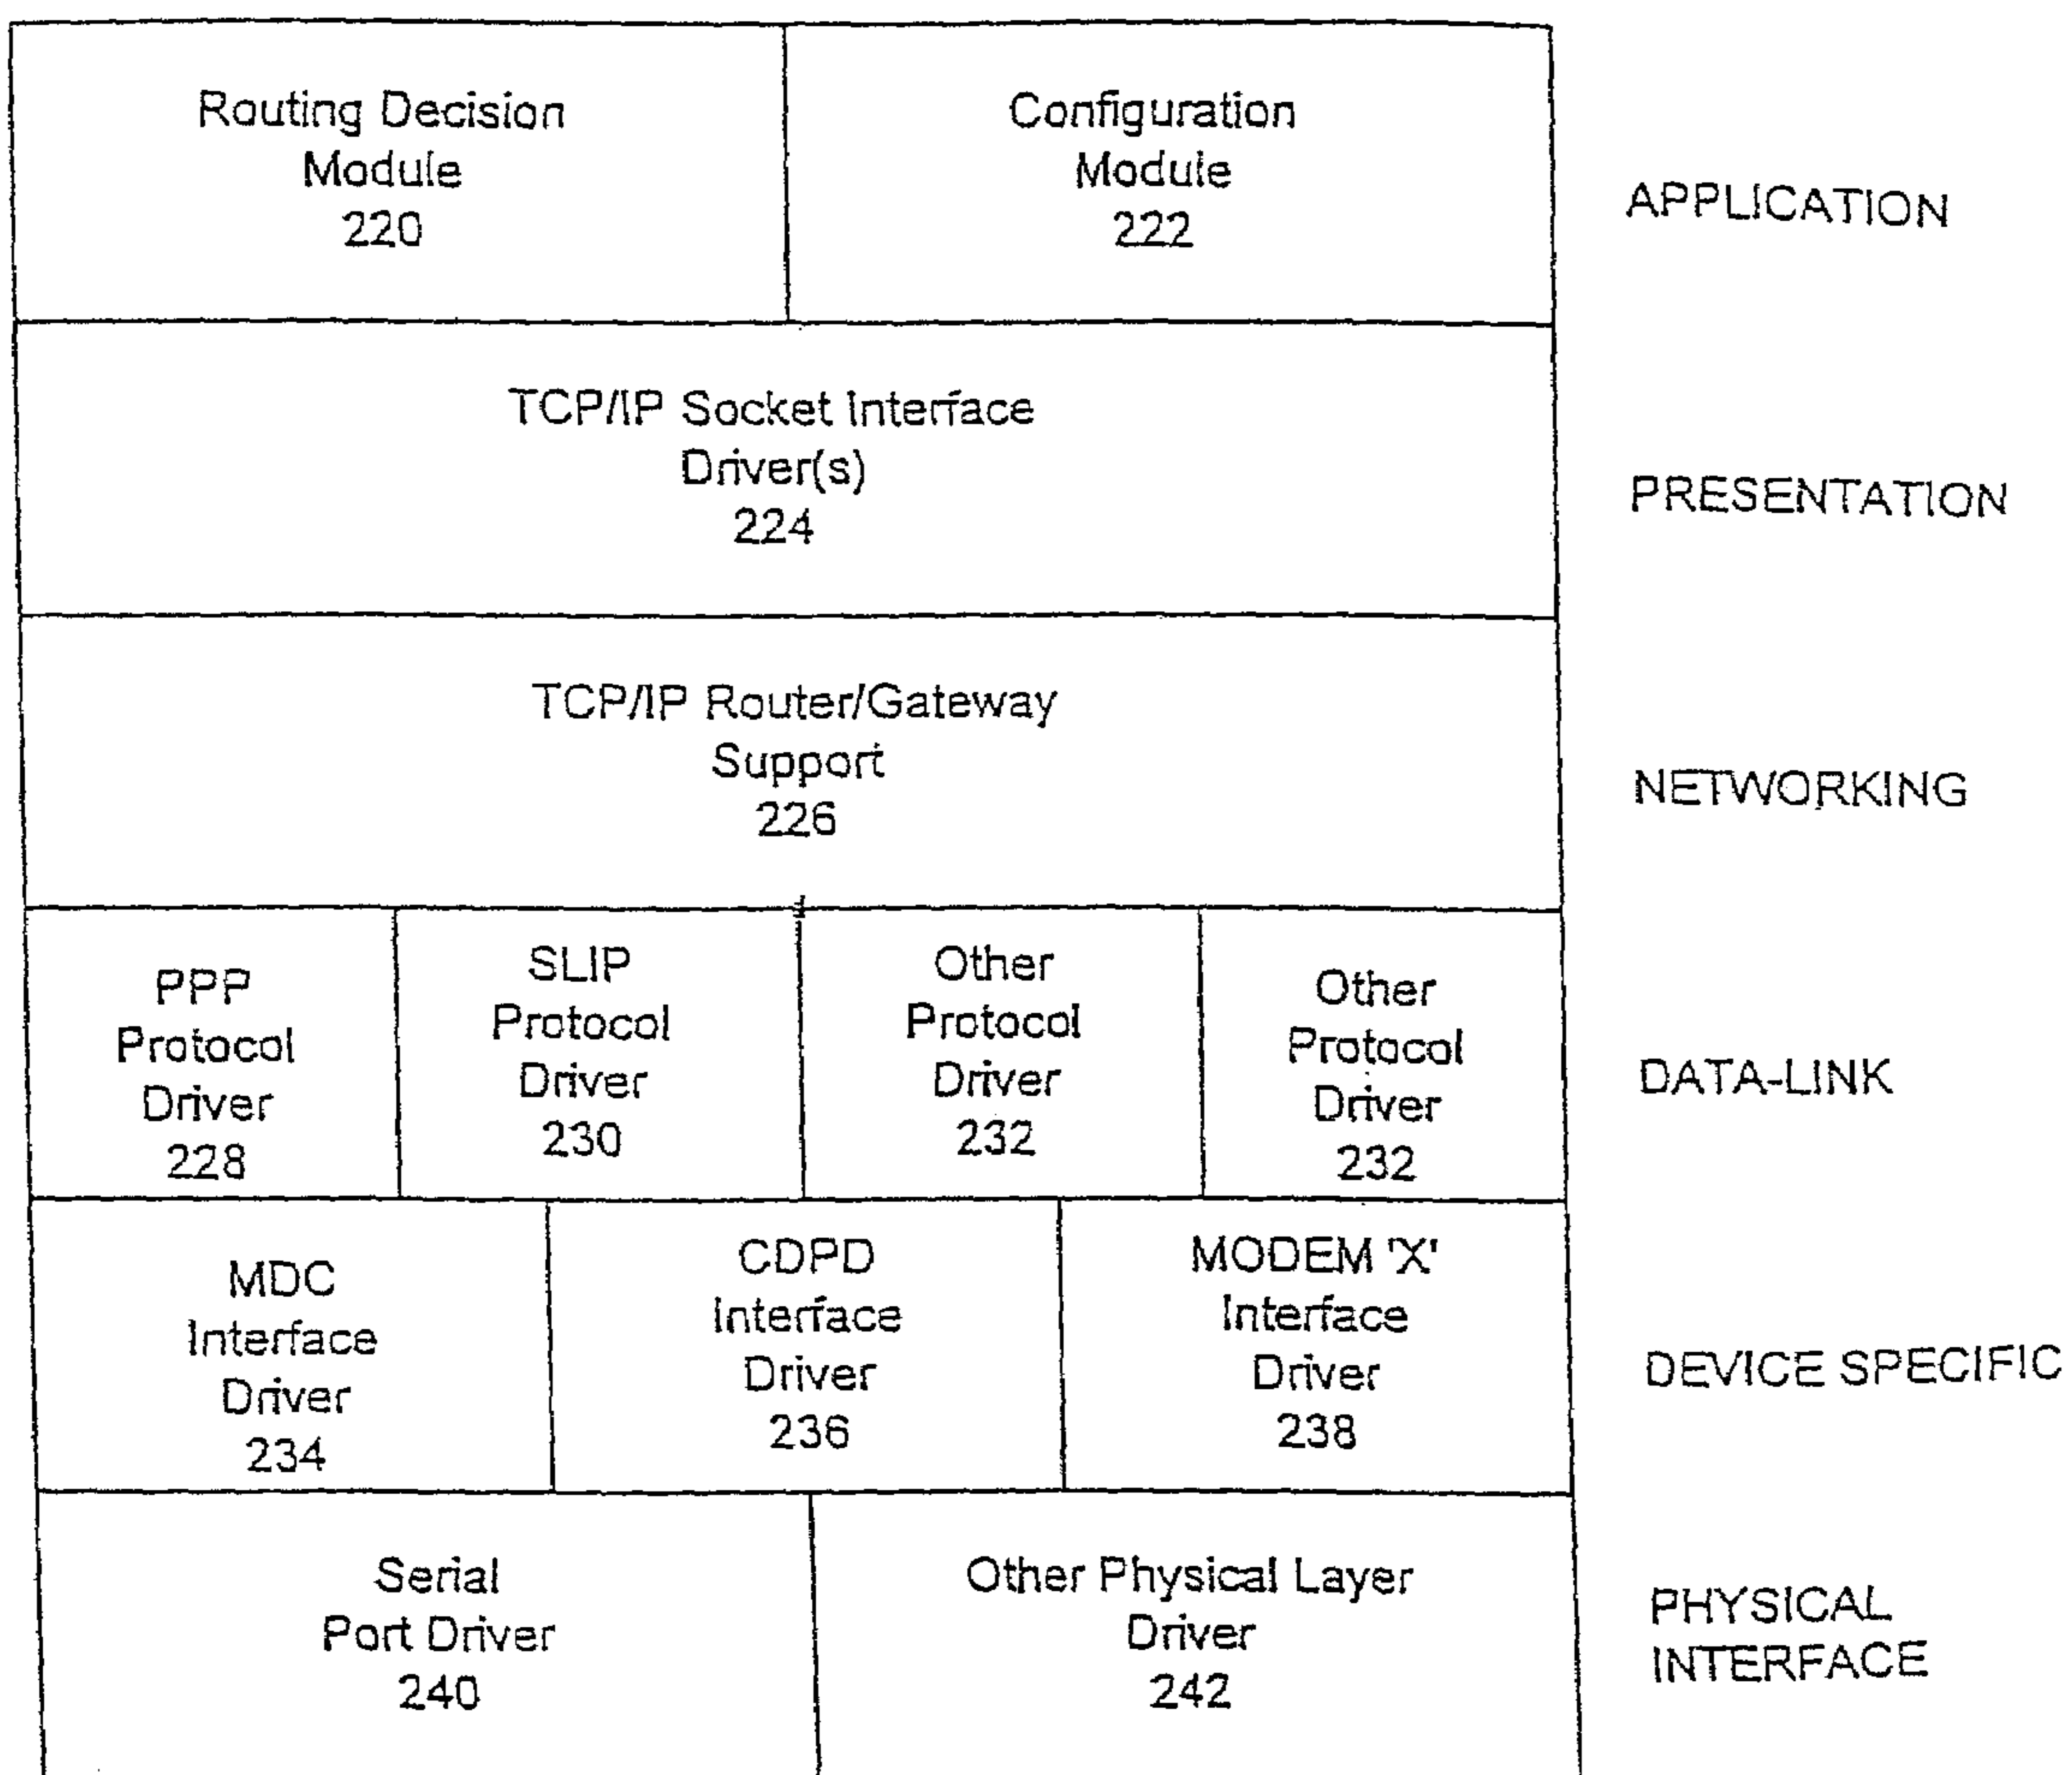 Routing Decision
Module
220
Configuration
Module
222
APPLICATION
TCP/IP Socket Interface
Driver(s)
224
PRESENTATION
TCP/IP Router/Gateway
Support
226
NETWORKING
PPP
Protocol
Driver
228
SLIP
Protocol
Driver
230
Other
Protocol
Driver
232
Other
Protocol
Driver
232
DATA-LINK
MDC
Interface
Driver
234
CDPD
Interface
Driver
236
MODEM 'X'
Interface
Driver
238
DEVICE SPECIFIC
Serial
Port Driver
240
Other Physical Layer
Driver
242
PHYSICAL
INTERFACE